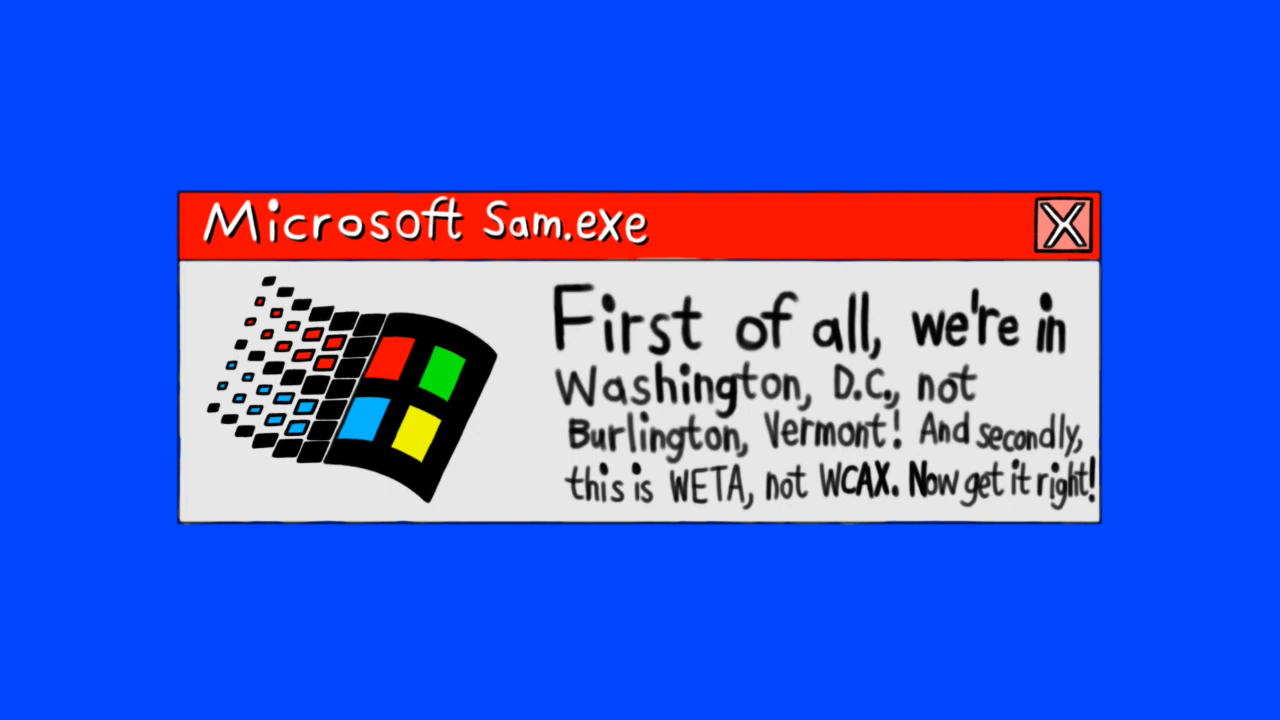 Microsoft Sam.exe
X
First of all, we're in
Washington, D.C., not
Burlington, Vermont! And secondly,
this is WETA, not WCAX. Now get it right!